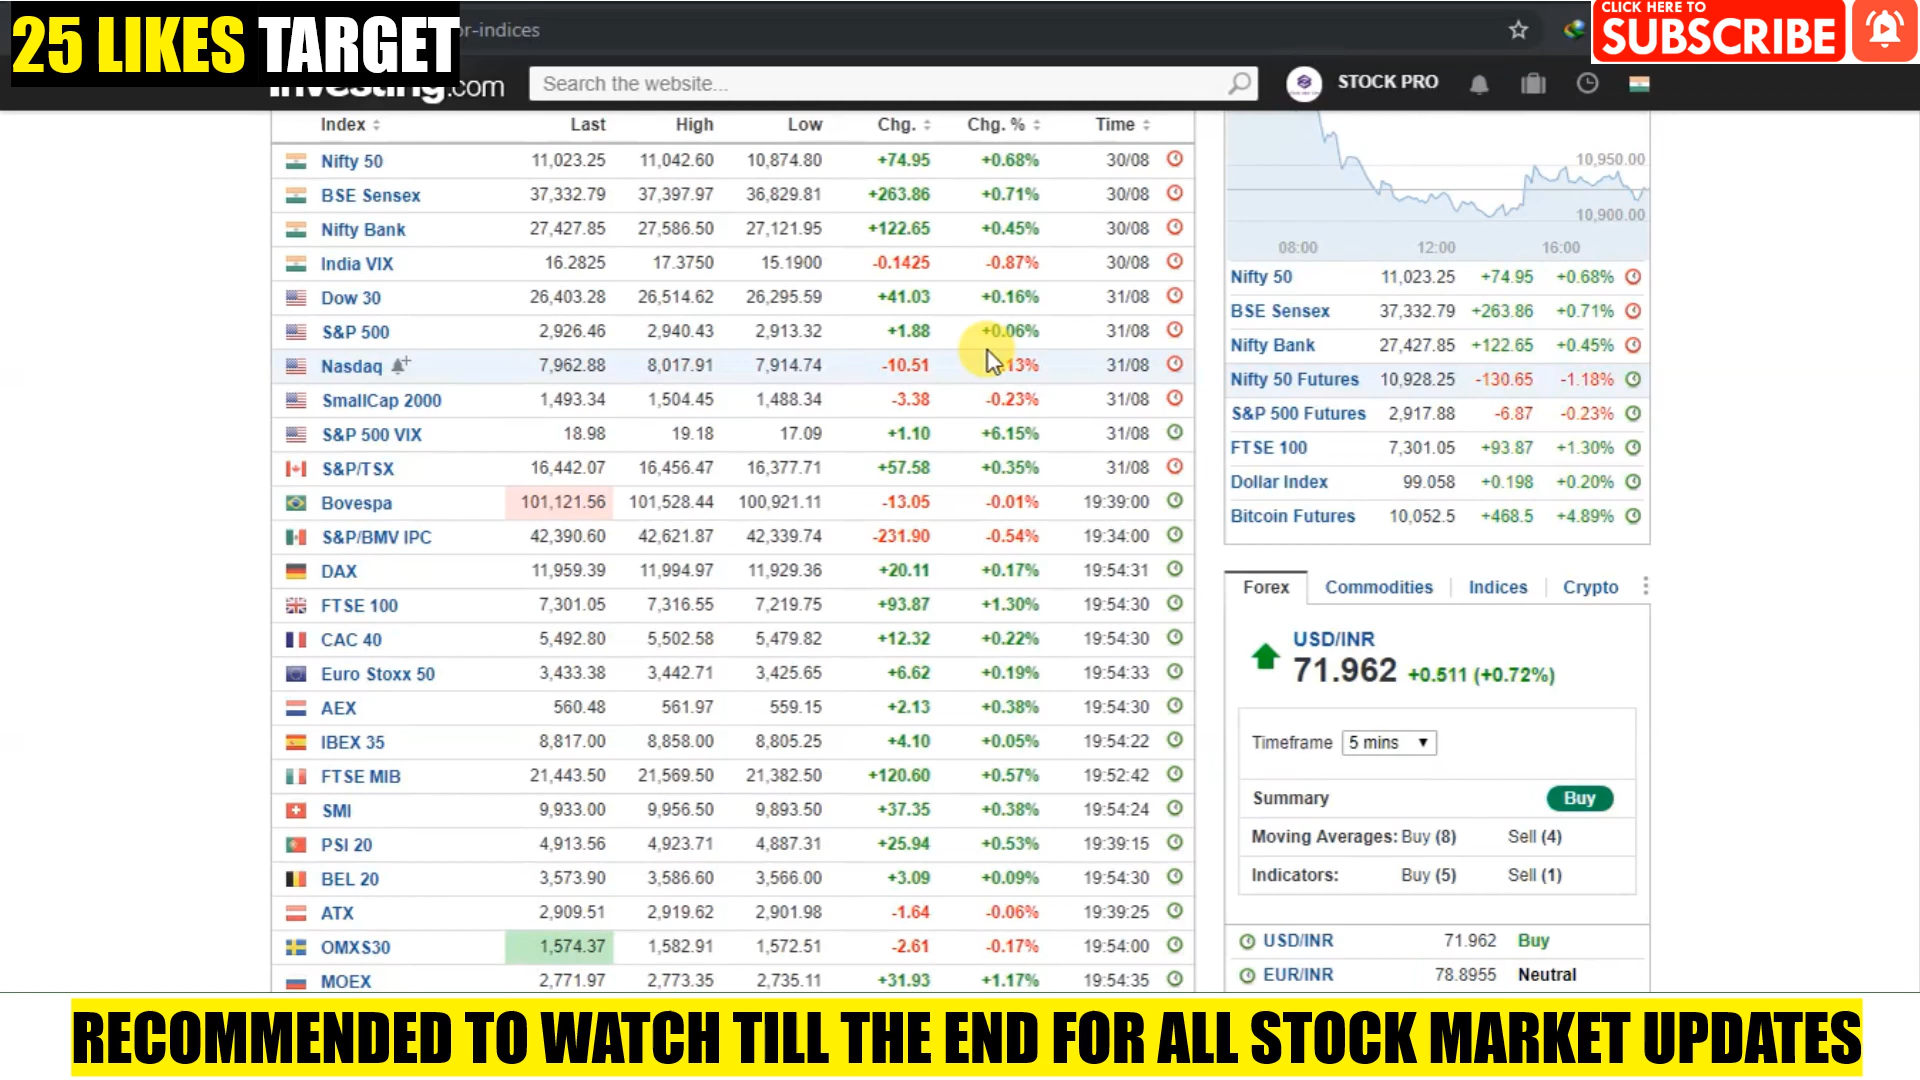 25 LIKES TARGET
or-indices
CLICK HERE TO
SUBSCRIBE
Investing.com
Search the website...
STOCK PRO
Index Last High Low Chg. Chg. % Time
Nifty 50 11,023.25 11,042.60 10,874.80 +74.95 +0.68% 30/08
BSE Sensex 37,332.79 37,397.97 36,829.81 +263.86 +0.71% 30/08
Nifty Bank 27,427.85 27,586.50 27,121.95 +122.65 +0.45% 30/08
India VIX 16.2825 17.3750 15.1900 -0.1425 -0.87% 30/08
Dow 30 26,403.28 26,514.62 26,295.59 +41.03 +0.16% 31/08
S&P 500 2,926.46 2,940.43 2,913.32 +1.88 +0.06% 31/08
Nasdaq 7,962.88 8,017.91 7,914.74 -10.51 13% 31/08
SmallCap 2000 1,493.34 1,504.45 1,488.34 -3.38 -0.23% 31/08
S&P 500 VIX 18.98 19.18 17.09 +1.10 +6.15% 31/08
S&P/TSX 16,442.07 16,456.47 16,377.71 +57.58 +0.35% 31/08
Bovespa 101,121.56 101,528.44 100,921.11 -13.05 -0.01% 19:39:00
S&P/BMV IPC 42,390.60 42,621.87 42,339.74 -231.90 -0.54% 19:34:00
DAX 11,959.39 11,994.97 11,929.36 +20.11 +0.17% 19:54:31
FTSE 100 7,301.05 7,316.55 7,219.75 +93.87 +1.30% 19:54:30
CAC 40 5,492.80 5,502.58 5,479.82 +12.32 +0.22% 19:54:30
Euro Stoxx 50 3,433.38 3,442.71 3,425.65 +6.62 +0.19% 19:54:33
AEX 560.48 561.97 559.15 +2.13 +0.38% 19:54:30
IBEX 35 8,817.00 8,858.00 8,805.25 +4.10 +0.05% 19:54:22
FTSE MIB 21,443.50 21,569.50 21,382.50 +120.60 +0.57% 19:52:42
SMI 9,933.00 9,956.50 9,893.50 +37.35 +0.38% 19:54:24
PSI 20 4,913.56 4,923.71 4,887.31 +25.94 +0.53% 19:39:15
BEL 20 3,573.90 3,586.60 3,566.00 +3.09 +0.09% 19:54:30
ATX 2,909.51 2,919.62 2,901.98 -1.64 -0.06% 19:39:25
OMXS30 1,574.37 1,582.91 1,572.51 -2.61 -0.17% 19:54:00
MOEX 2,771.97 2,773.35 2,735.11 +31.93 +1.17% 19:54:35
10,950.00
10,900.00
08:00 12:00 16:00
Nifty 50 11,023.25 +74.95 +0.68%
BSE Sensex 37,332.79 +263.86 +0.71%
Nifty Bank 27,427.85 +122.65 +0.45%
Nifty 50 Futures 10,928.25 -130.65 -1.18%
S&P 500 Futures 2,917.88 -6.87 -0.23%
FTSE 100 7,301.05 +93.87 +1.30%
Dollar Index 99.058 +0.198 +0.20%
Bitcoin Futures 10,052.5 +468.5 +4.89%
Forex Commodities Indices Crypto
USD/INR
71.962 +0.511 (+0.72%)
Timeframe 5 mins
Summary Buy
Moving Averages: Buy (8) Sell (4)
Indicators: Buy (5) Sell (1)
USD/INR 71.962 Buy
EUR/INR 78.8955 Neutral
RECOMMENDED TO WATCH TILL THE END FOR ALL STOCK MARKET UPDATES